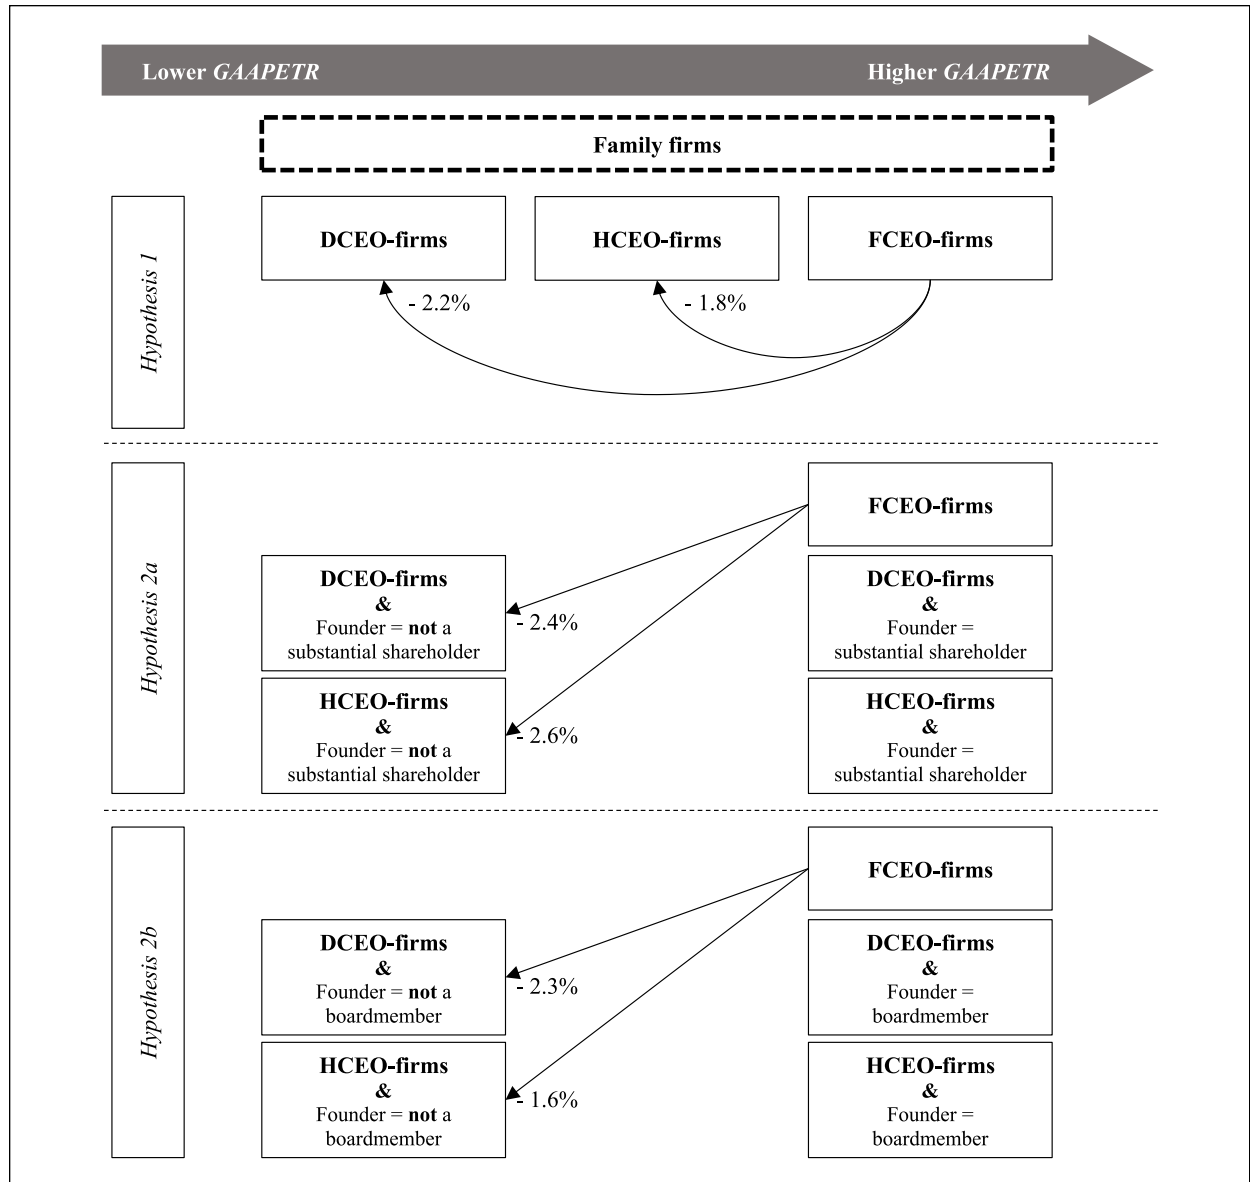 Lower GAAPETR
Higher GAAPETR
Family firms
Hypothesis 1
DCEO-firms
HCEO-firms
FCEO-firms
- 2.2%
- 1.8%
Hypothesis 2a
FCEO-firms
DCEO-firms
&
Founder = not a
substantial shareholder
- 2.4%
DCEO-firms
&
Founder =
substantial shareholder
HCEO-firms
&
Founder = not a
substantial shareholder
- 2.6%
HCEO-firms
&
Founder =
substantial shareholder
Hypothesis 2b
FCEO-firms
DCEO-firms
&
Founder = not a
boardmember
- 2.3%
DCEO-firms
&
Founder =
boardmember
HCEO-firms
&
Founder = not a
boardmember
- 1.6%
HCEO-firms
&
Founder =
boardmember